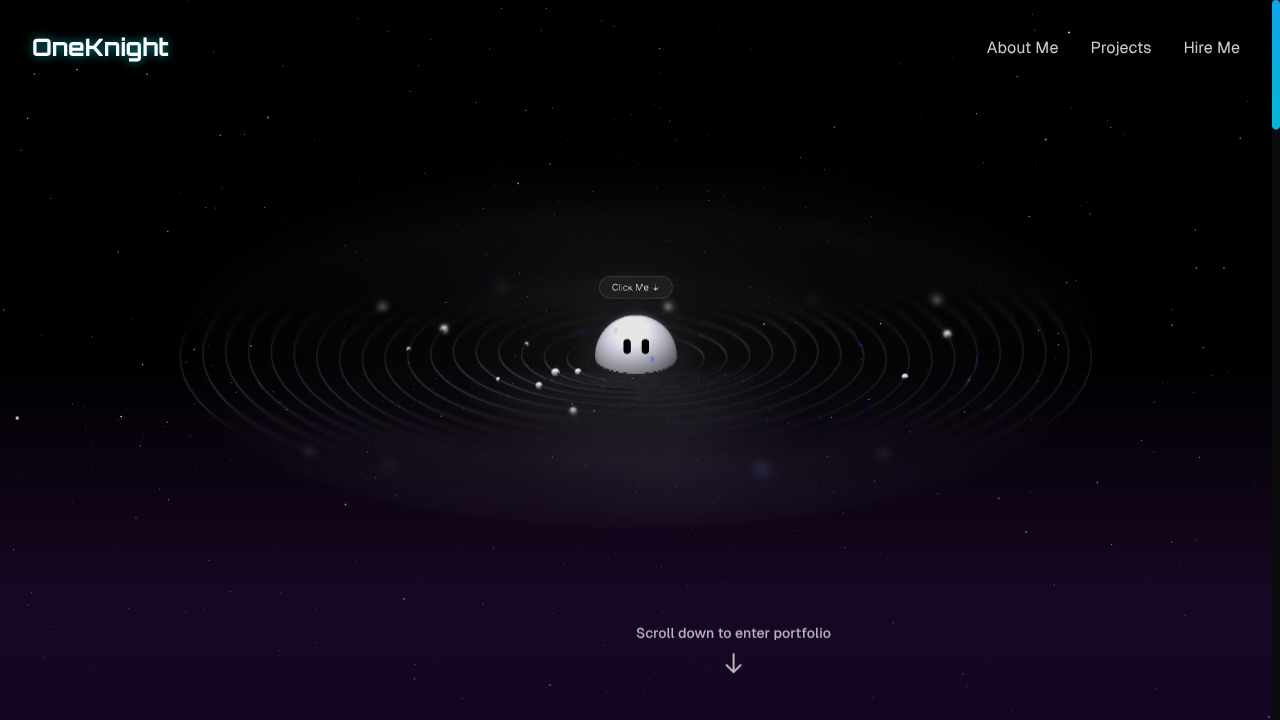 OneKnight
About Me
Projects
Hire Me
Click Me ↓
Scroll down to enter portfolio